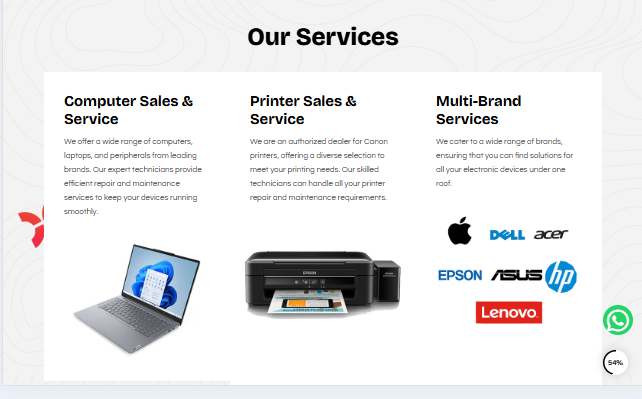 Our Services
Computer Sales &
Service
We offer a wide range of computers,
laptops, and peripherals from leading
brands. Our expert technicians provide
efficient repair and maintenance
services to keep your devices running
smoothly.
Printer Sales &
Service
We are an authorized dealer for Canon
printers, offering a diverse selection to
meet your printing needs. Our skilled
technicians can handle all your printer
repair and maintenance requirements.
EPSON
Multi-Brand
Services
We cater to a wide range of brands,
ensuring that you can find solutions for
all your electronic devices under one
roof.
DELL
acer
EPSON
ASUS
hp
Lenovo
54%